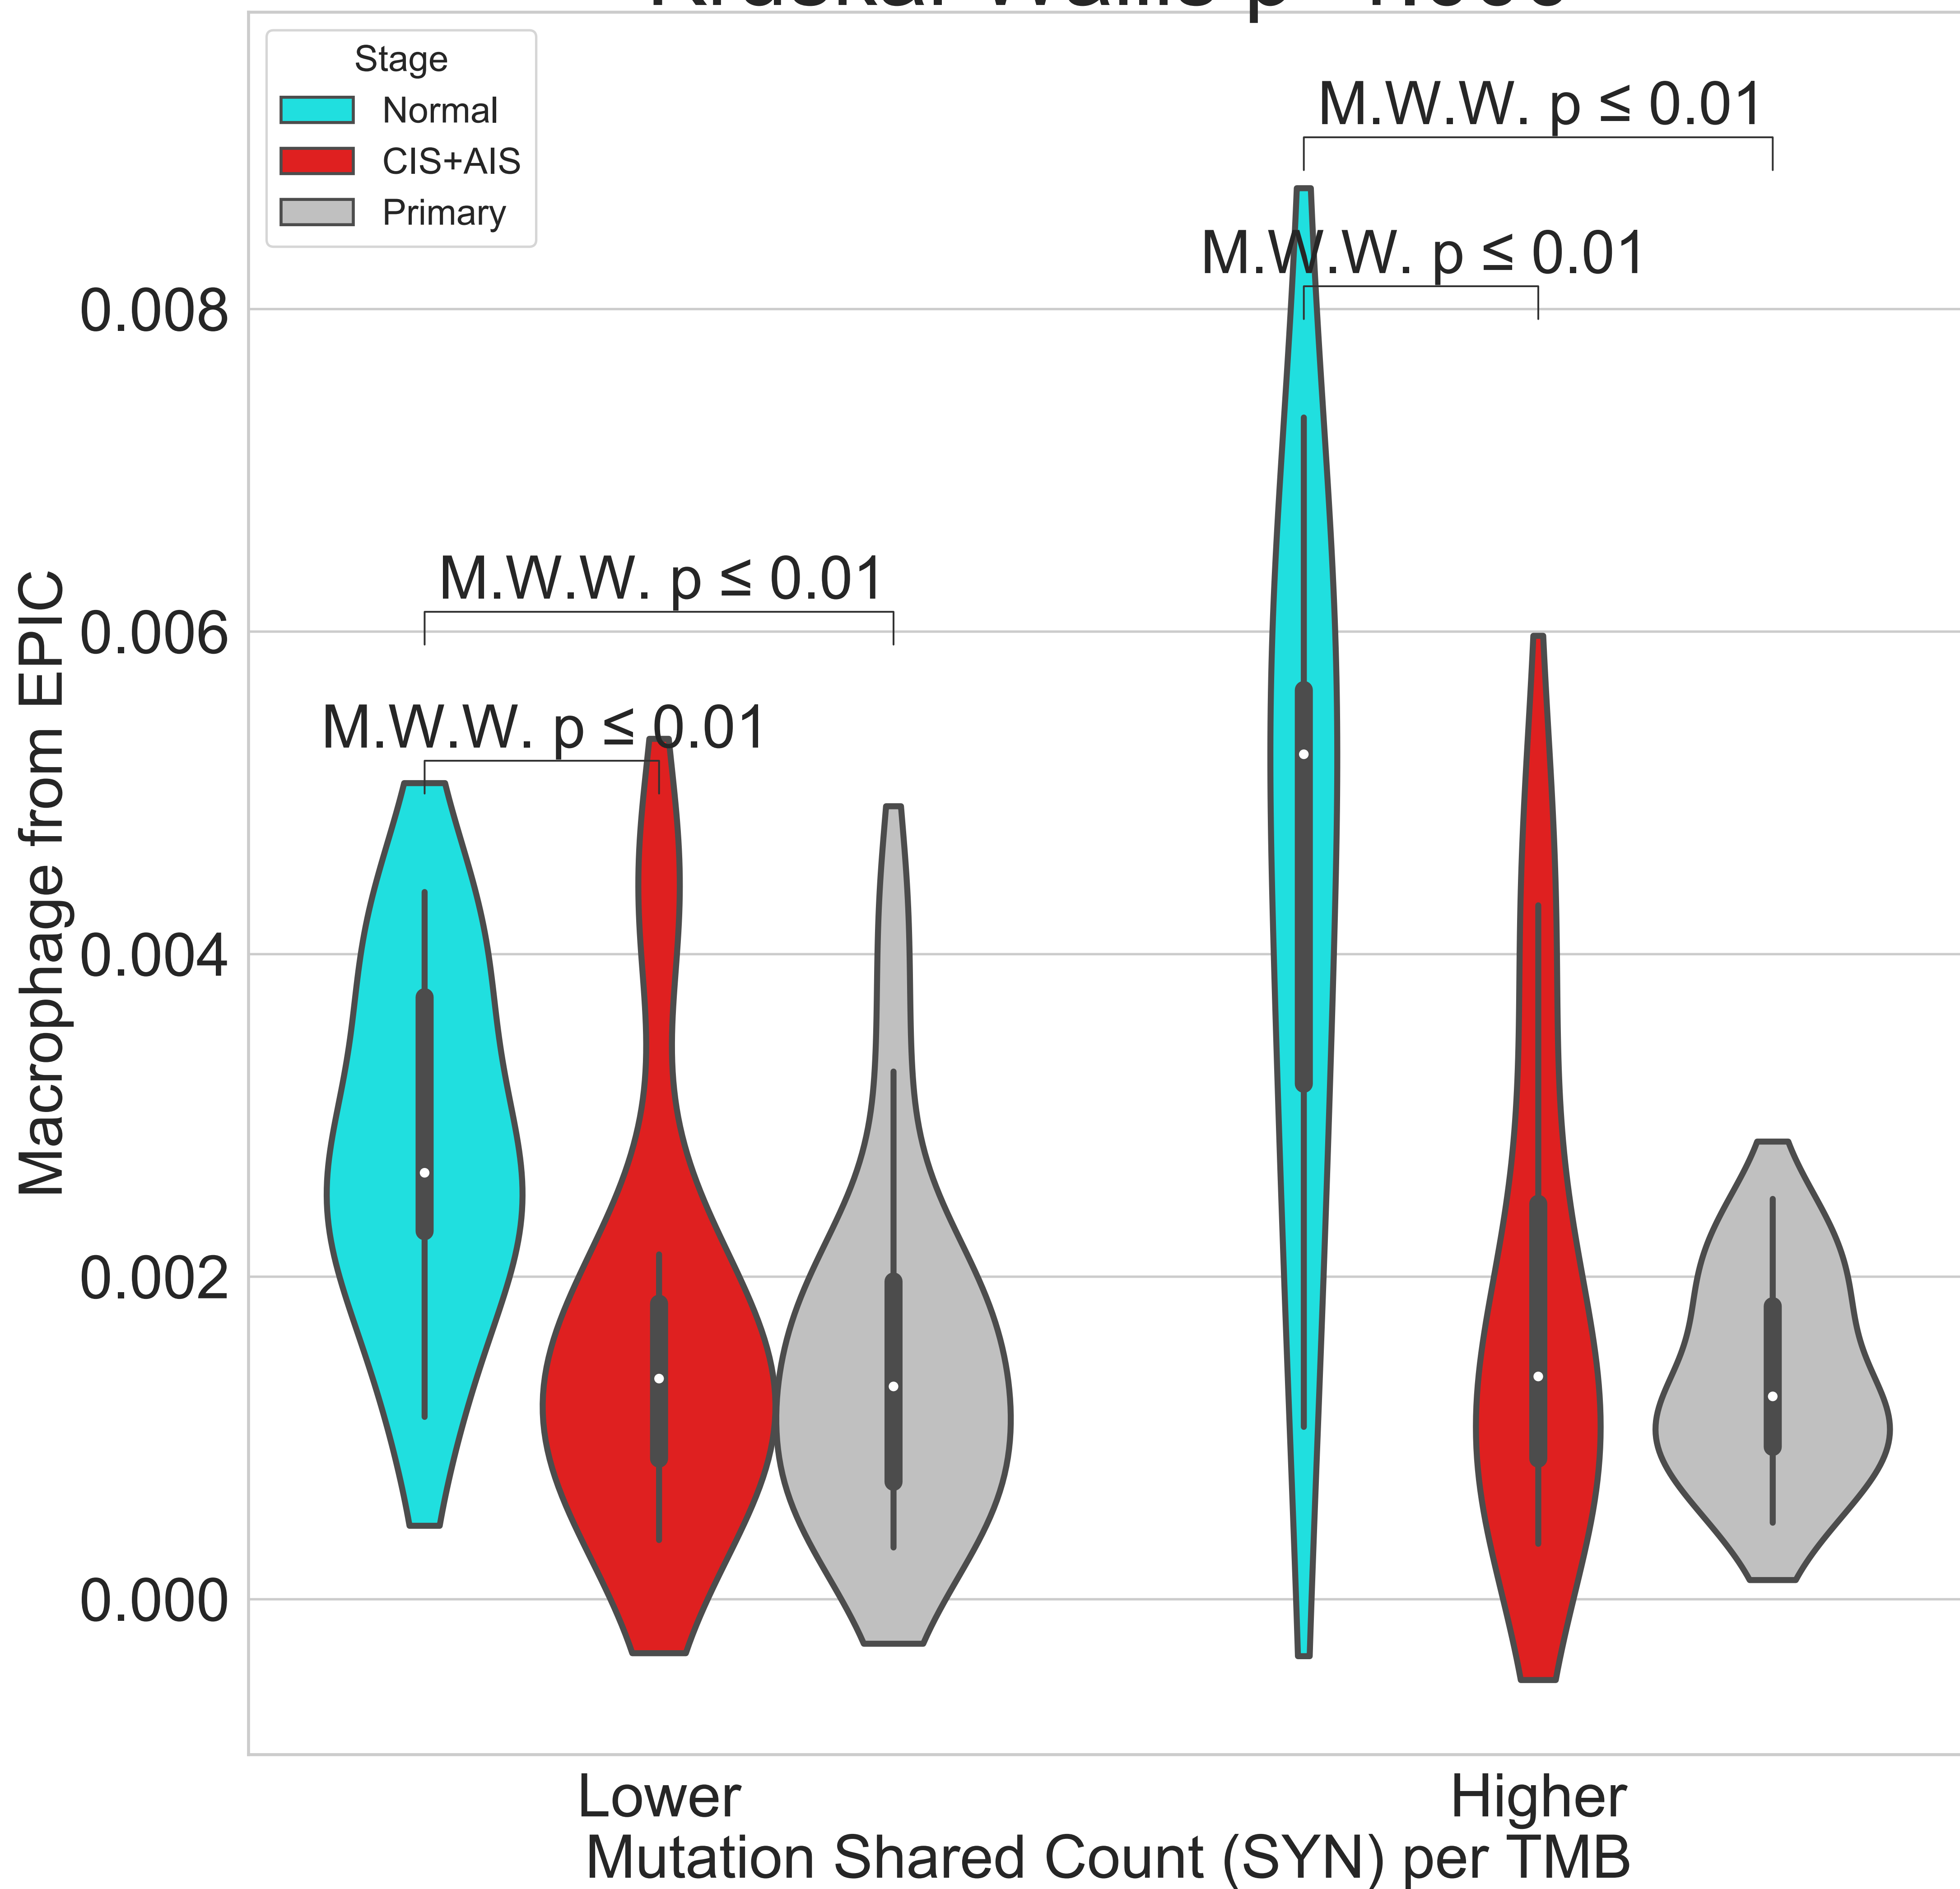 Stage
Normal
CIS+AIS
Primary
M.W.W. p ≤ 0.01
M.W.W. p ≤ 0.01
M.W.W. p ≤ 0.01
M.W.W. p ≤ 0.01
Macrophage from EPIC
0.008
0.006
0.004
0.002
0.000
Lower
Higher
Mutation Shared Count (SYN) per TMB